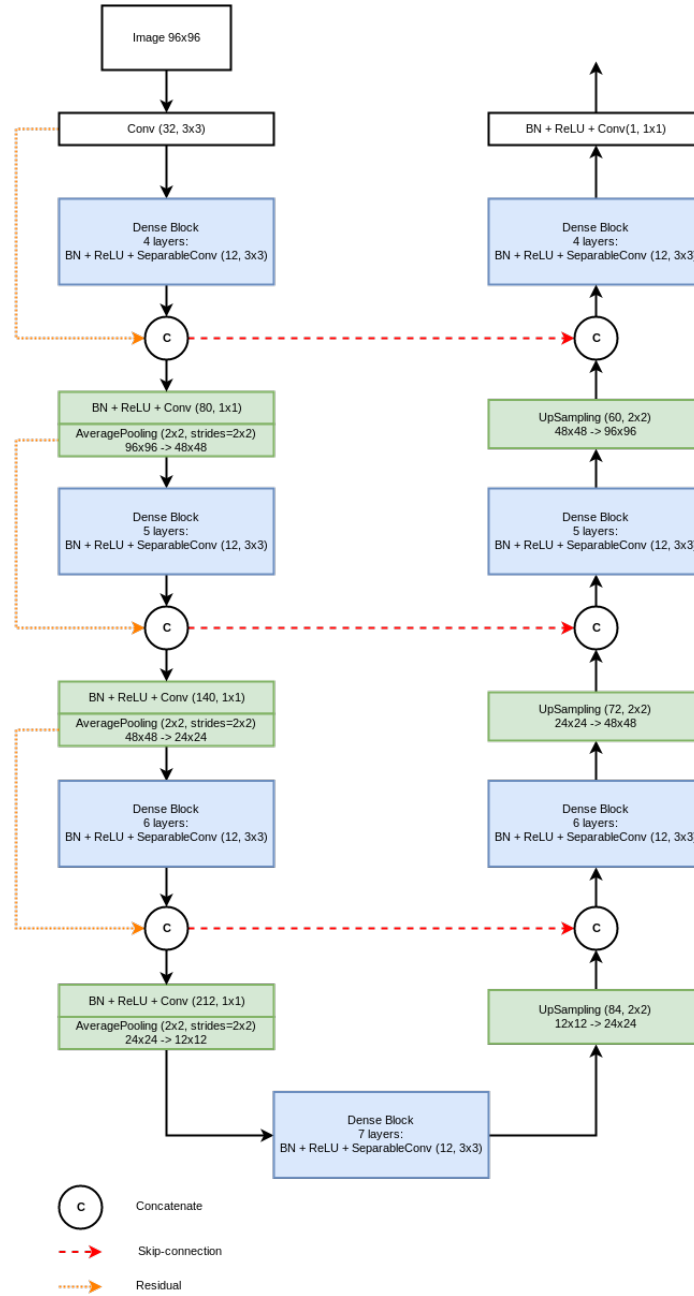 Image 96x96
Conv (32, 3x3)
Dense Block
4 layers:
BN + ReLU + SeparableConv (12, 3x3)
C
BN + ReLU + Conv (80, 1x1)
AveragePooling (2x2, strides=2x2)
96x96 -> 48x48
Dense Block
5 layers:
BN + ReLU + SeparableConv (12, 3x3)
C
BN + ReLU + Conv (140, 1x1)
AveragePooling (2x2, strides=2x2)
48x48 -> 24x24
Dense Block
6 layers:
BN + ReLU + SeparableConv (12, 3x3)
C
BN + ReLU + Conv (212, 1x1)
AveragePooling (2x2, strides=2x2)
24x24 -> 12x12
Dense Block
7 layers:
BN + ReLU + SeparableConv (12, 3x3)
BN + ReLU + Conv(1, 1x1)
Dense Block
4 layers:
BN + ReLU + SeparableConv (12, 3x3)
C
UpSampling (60, 2x2)
48x48 -> 96x96
Dense Block
5 layers:
BN + ReLU + SeparableConv (12, 3x3)
C
UpSampling (72, 2x2)
24x24 -> 48x48
Dense Block
6 layers:
BN + ReLU + SeparableConv (12, 3x3)
C
UpSampling (84, 2x2)
12x12 -> 24x24
C
Concatenate
Skip-connection
Residual